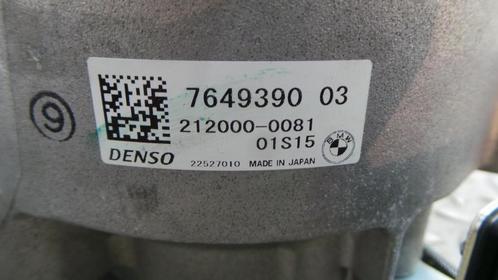 9
7649390 03
212000-0081
01S15
DENSO
BMW
22527010 MADE IN JAPAN